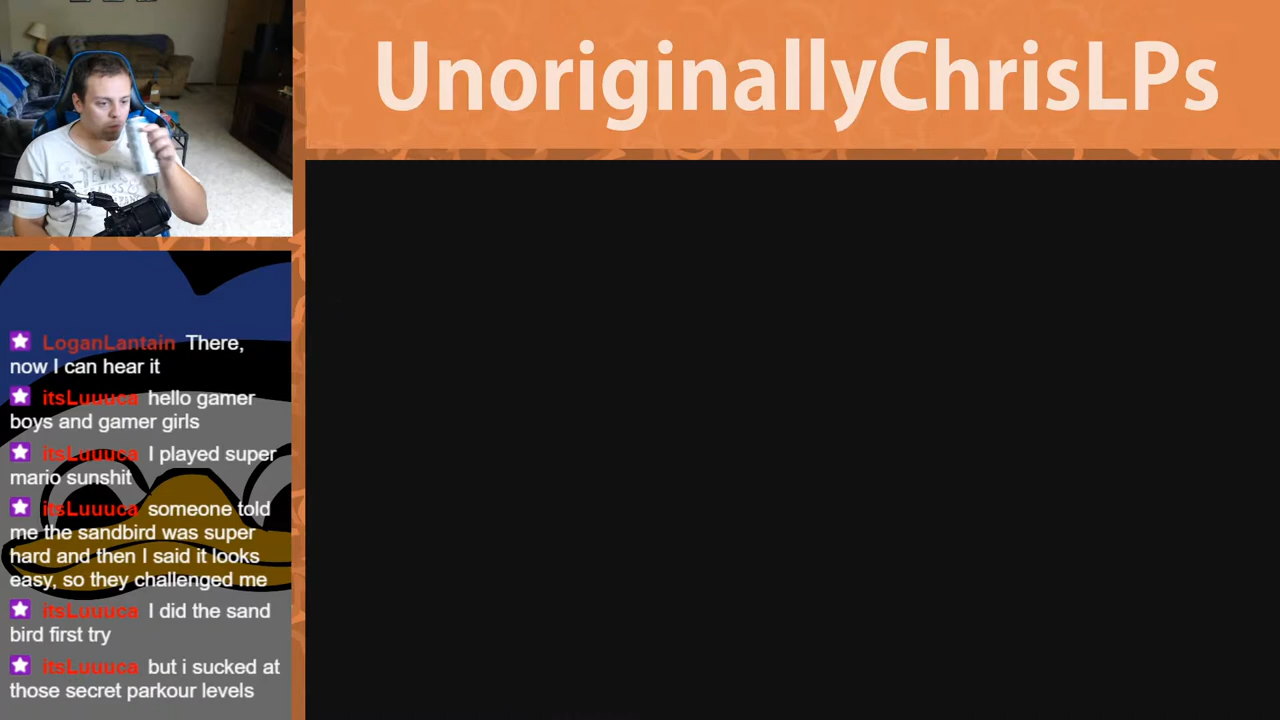 UnoriginallyChrisLPs
LoganLantain There,
now I can hear it
itsLuuuca hello gamer
boys and gamer girls
itsLuuuca I played super
mario sunshit
itsLuuuca someone told
me the sandbird was super
hard and then I said it looks
easy, so they challenged me
itsLuuuca I did the sand
bird first try
itsLuuuca but i sucked at
those secret parkour levels